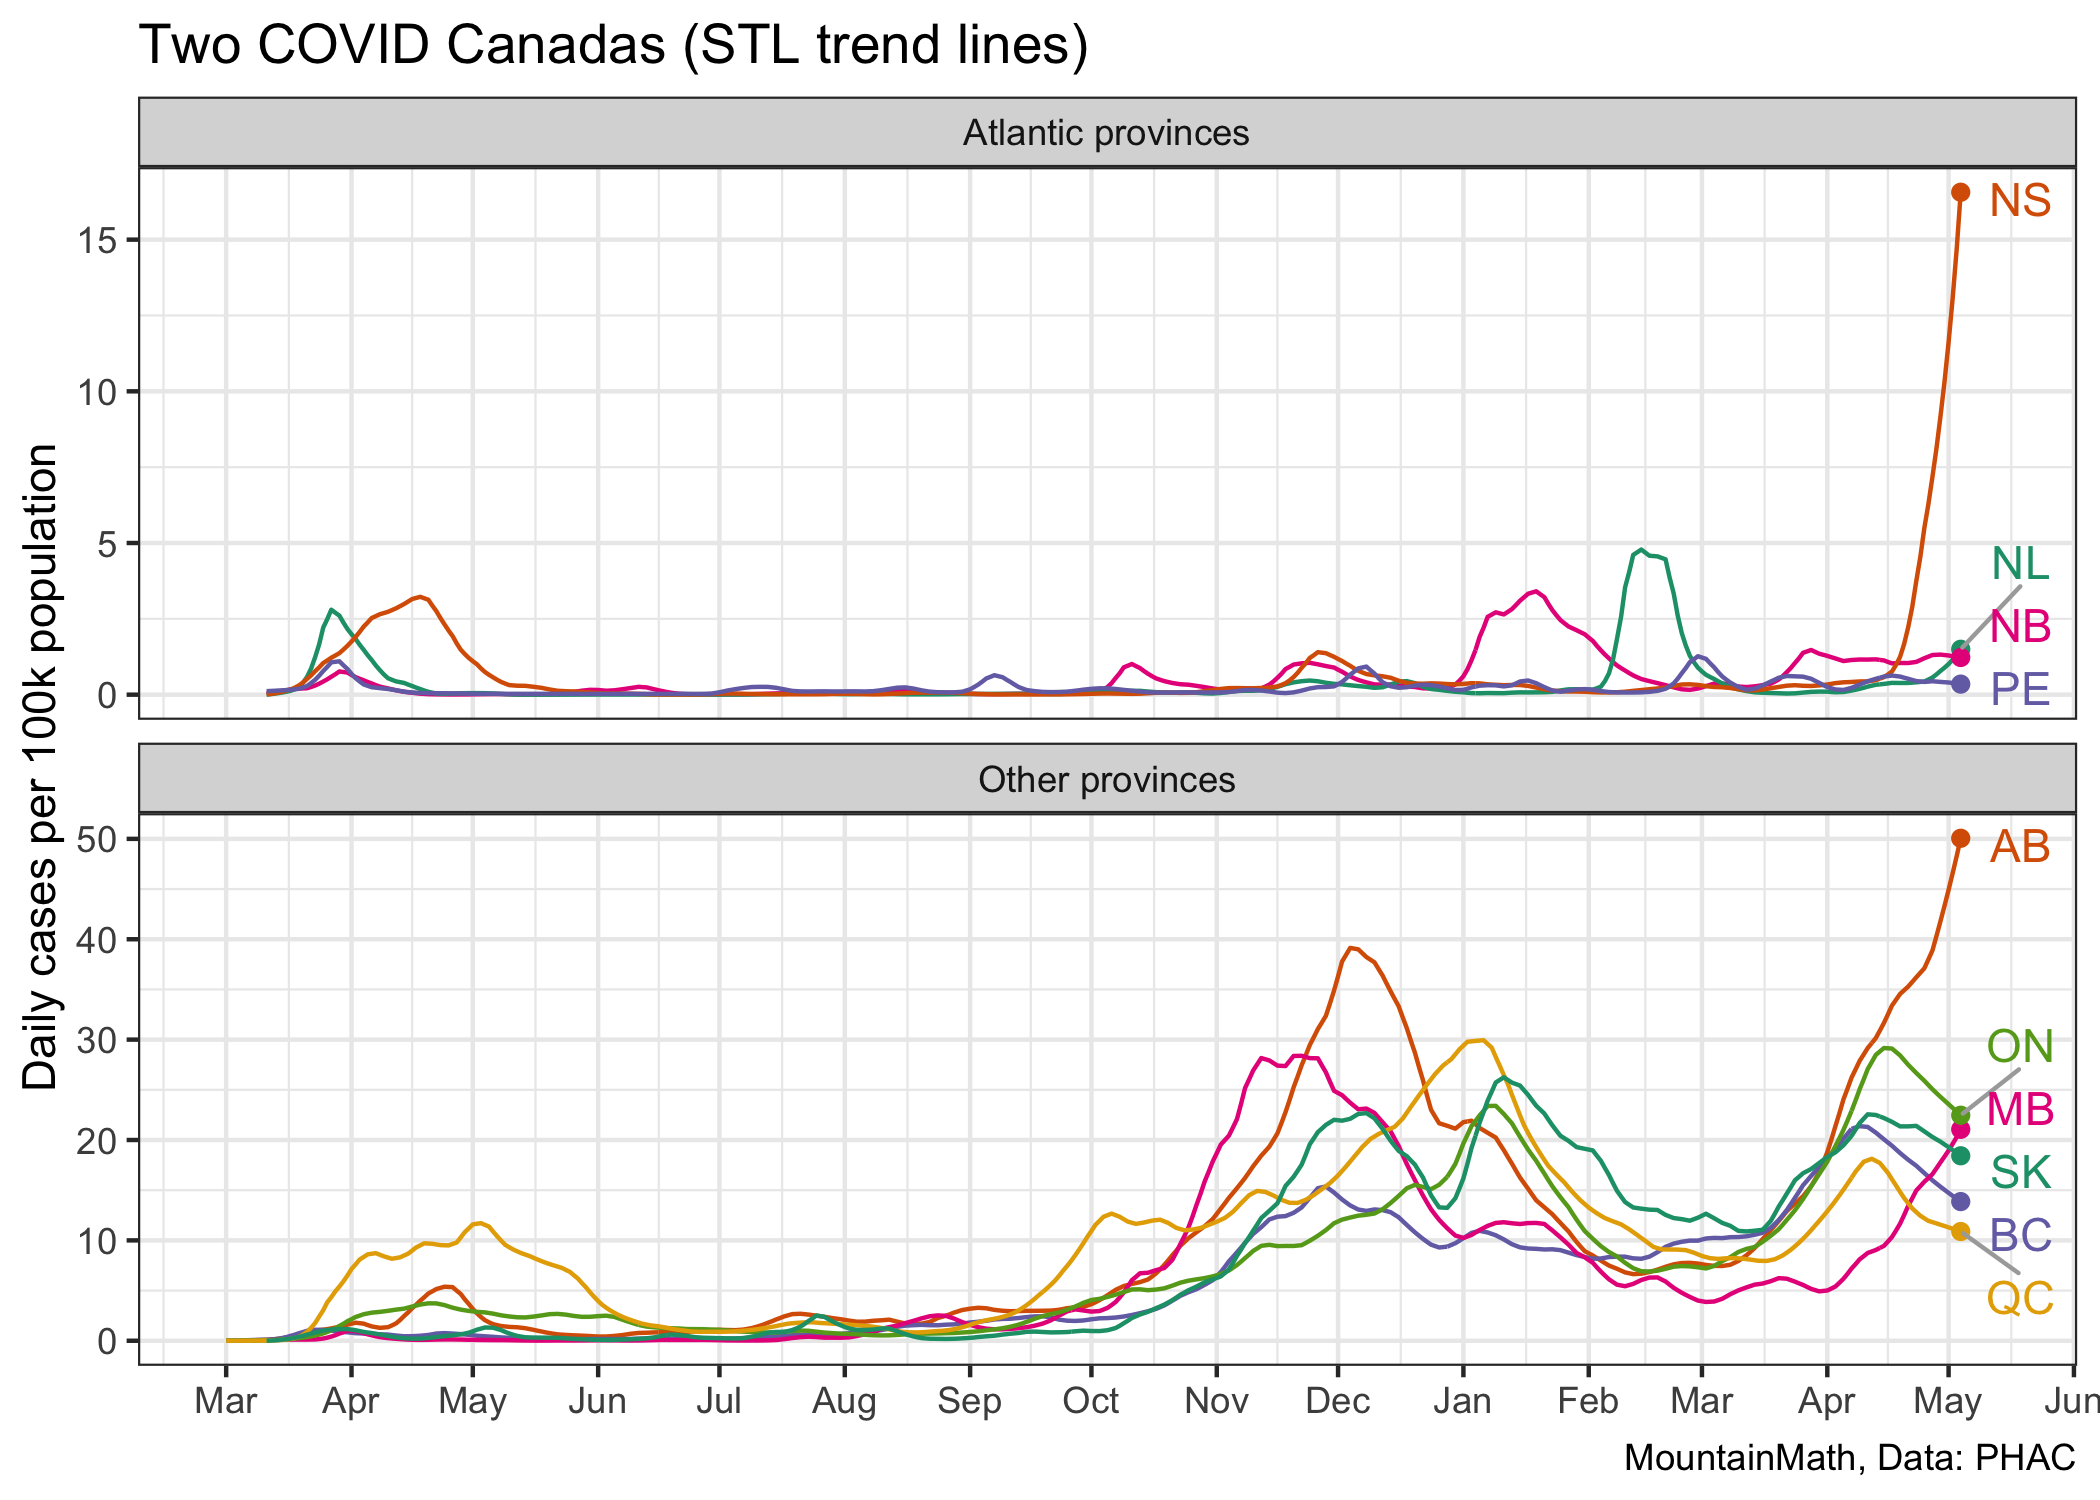 Two COVID Canadas (STL trend lines)
Atlantic provinces
Daily cases per 100k population
15
10
5
0
NS
NL
NB
PE
Other provinces
50
40
30
20
10
0
AB
ON
MB
SK
BC
QC
Mar Apr May Jun Jul Aug Sep Oct Nov Dec Jan Feb Mar Apr May Jun
MountainMath, Data: PHAC